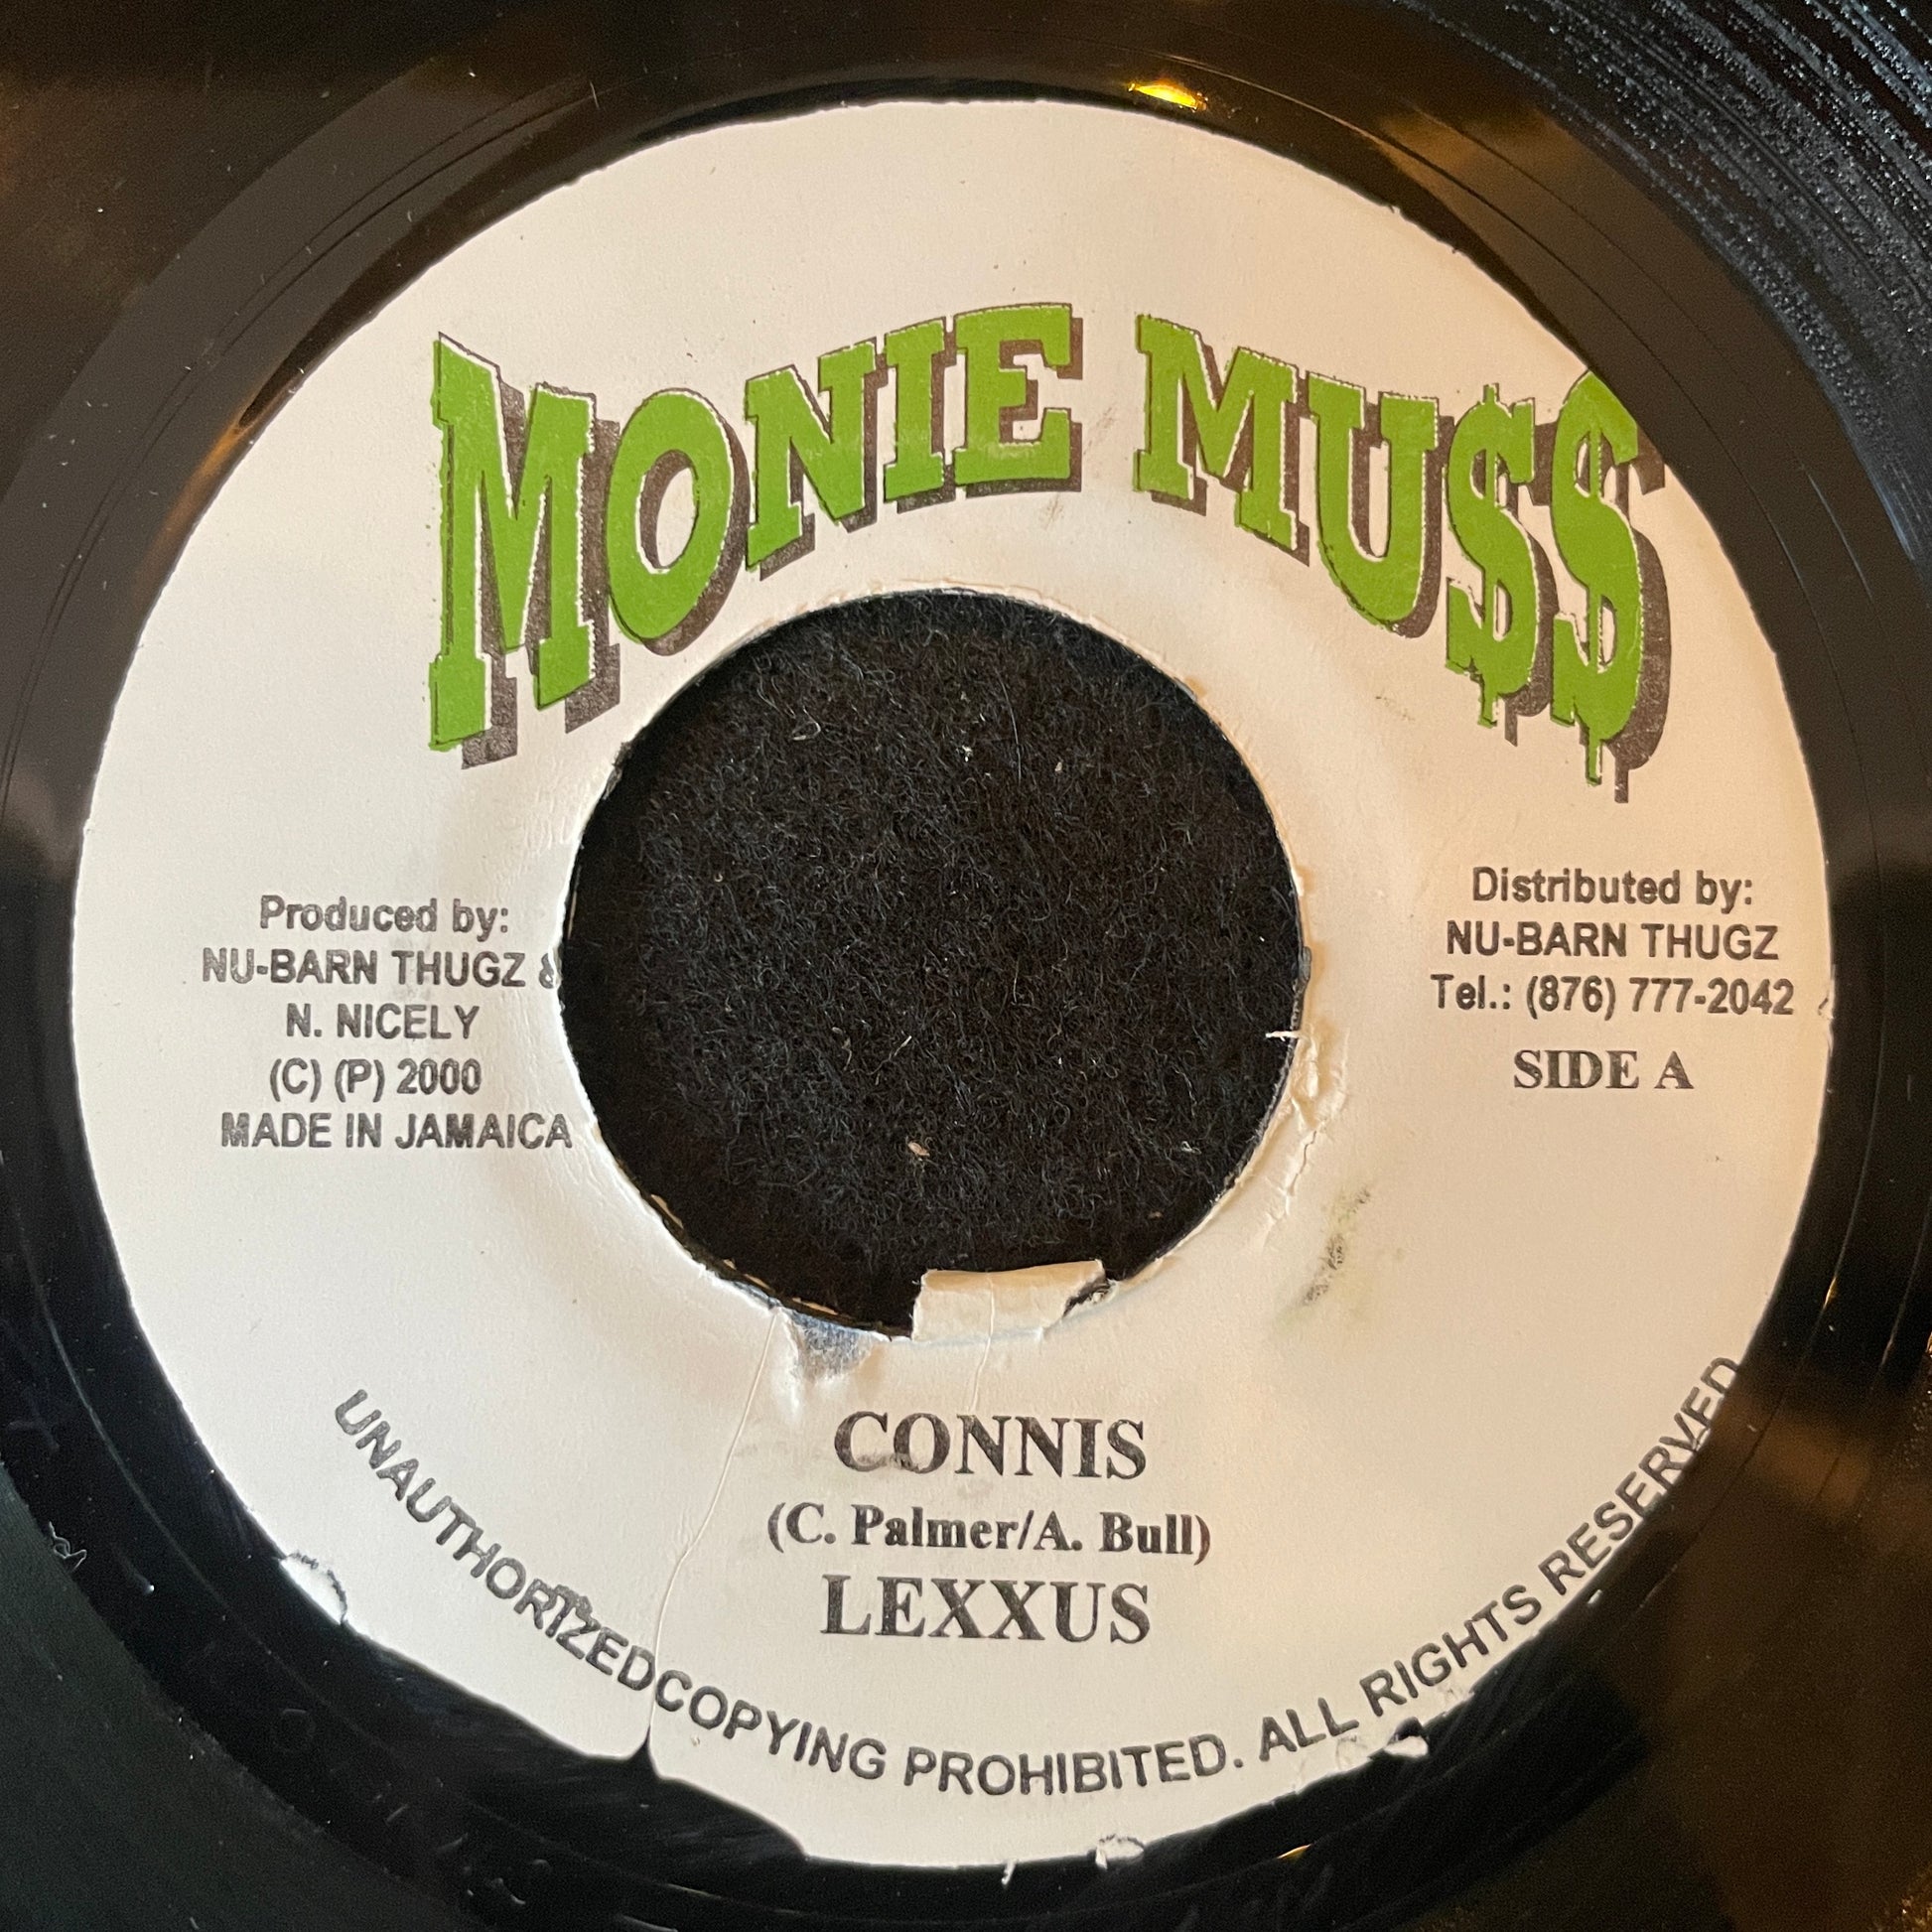 MONIE MU$$
Produced by:
NU-BARN THUGZ &
N. NICELY
(C) (P) 2000
MADE IN JAMAICA
Distributed by:
NU-BARN THUGZ
Tel.: (876) 777-2042
SIDE A
CONNIS
(C. Palmer/A. Bull)
LEXXUS
UNAUTHORIZED COPYING PROHIBITED. ALL RIGHTS RESERVED